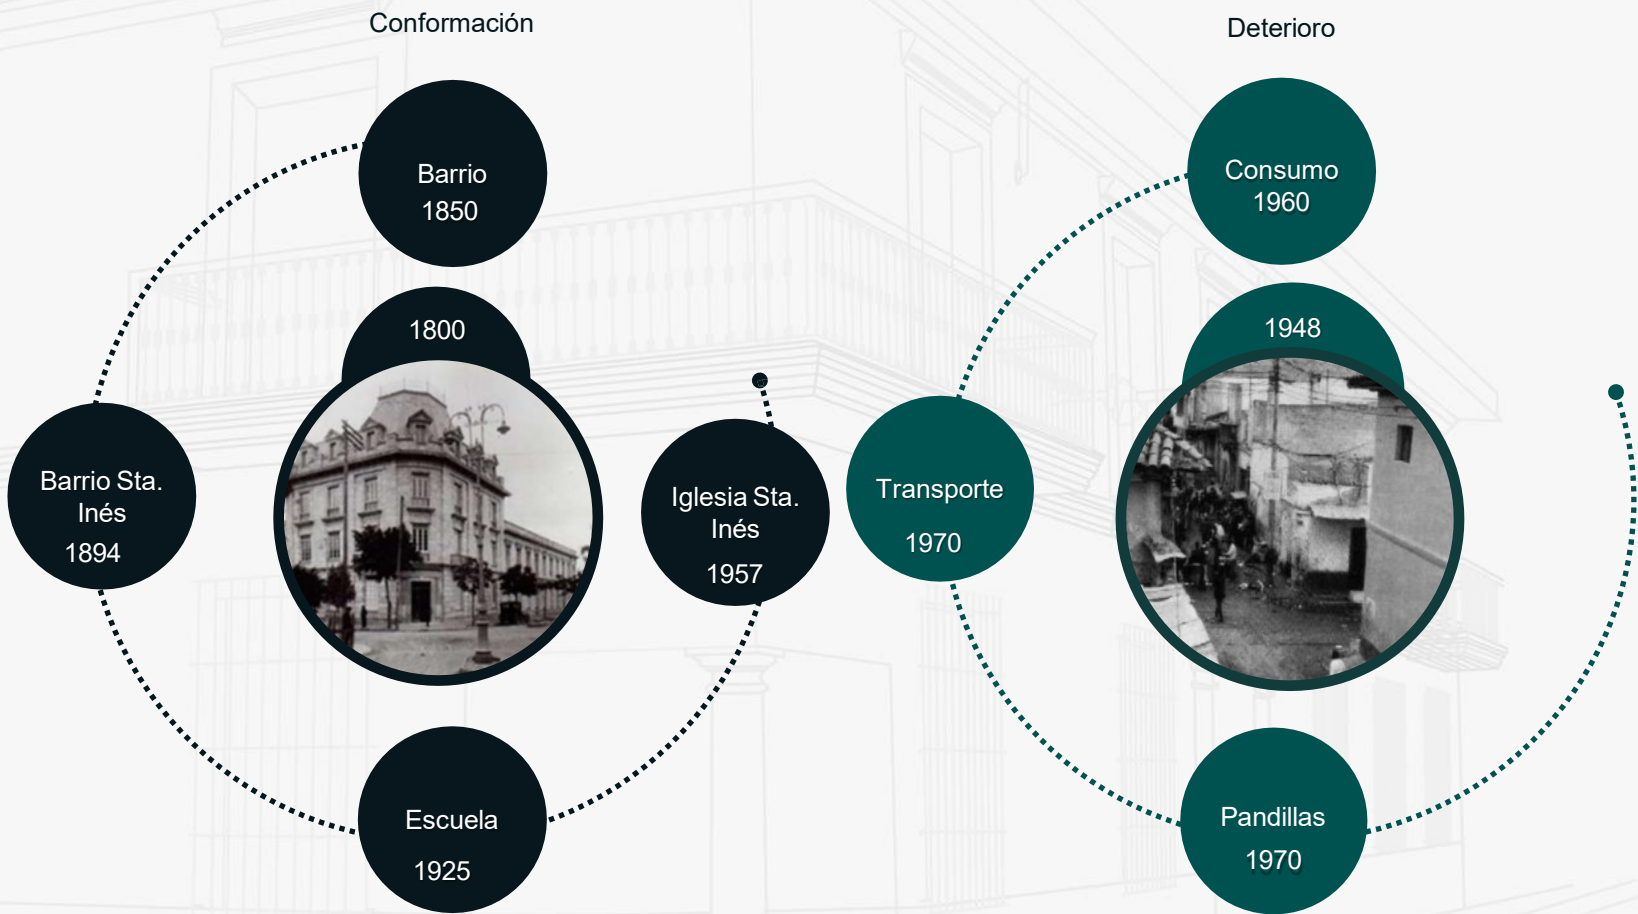 Conformación
Barrio
1850
1800
Barrio Sta.
Inés
1894
Iglesia Sta.
Inés
1957
Escuela
1925
Deterioro
Consumo
1960
1948
Transporte
1970
Pandillas
1970